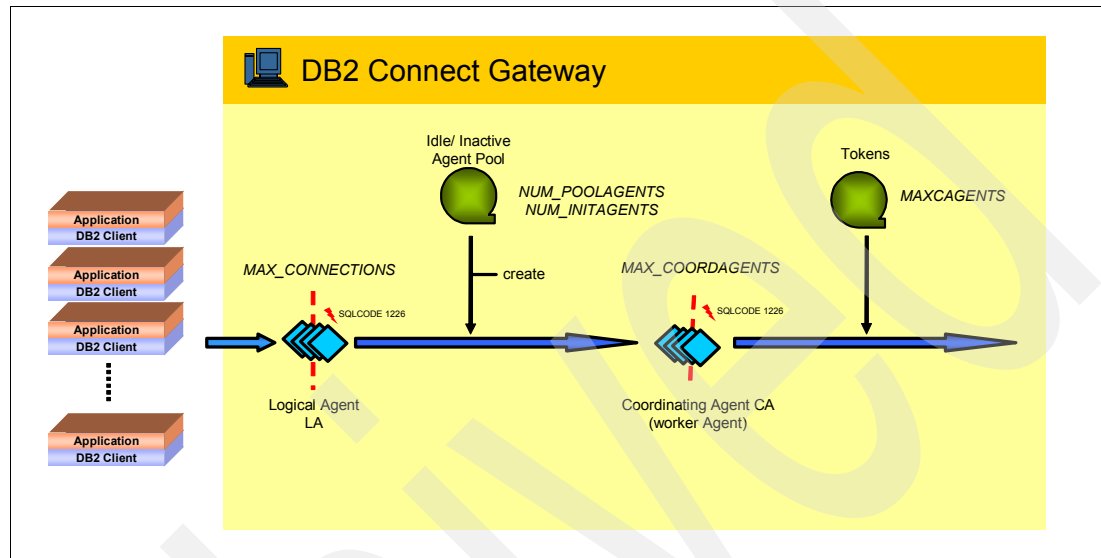 DB2 Connect Gateway
Idle/ Inactive
Agent Pool
NUM_POOLAGENTS
NUM_INITAGENTS
Tokens
MAXCAGENTS
Application
DB2 Client
Application
DB2 Client
Application
DB2 Client
Application
DB2 Client
MAX_CONNECTIONS
create
MAX_COORDAGENTS
SQLCODE 1226
SQLCODE 1226
Logical Agent
LA
Coordinating Agent CA
(worker Agent)